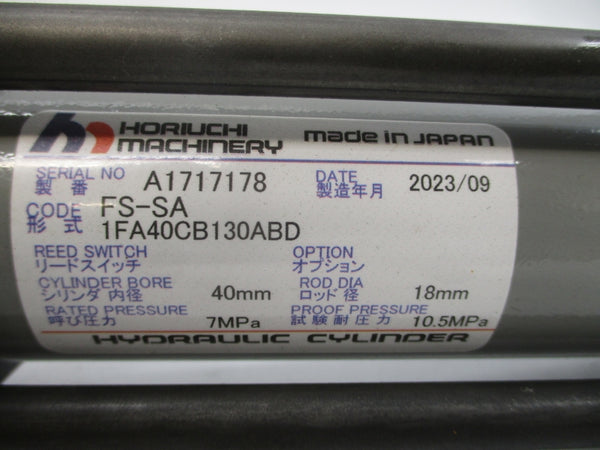 HORIUCHI MACHINERY made in JAPAN
SERIAL NO 製番 A1717178 DATE 製造年月 2023/09
CODE 形式 FS-SA
1FA40CB130ABD
REED SWITCH OPTION
リードスイッチ オプション
CYLINDER BORE ROD DIA
シリンダ 内径 40mm ロッド 径 18mm
RATED PRESSURE PROOF PRESSURE
呼び圧力 7MPa 試験耐圧力 10.5MPa
HYDRAULIC CYLINDER